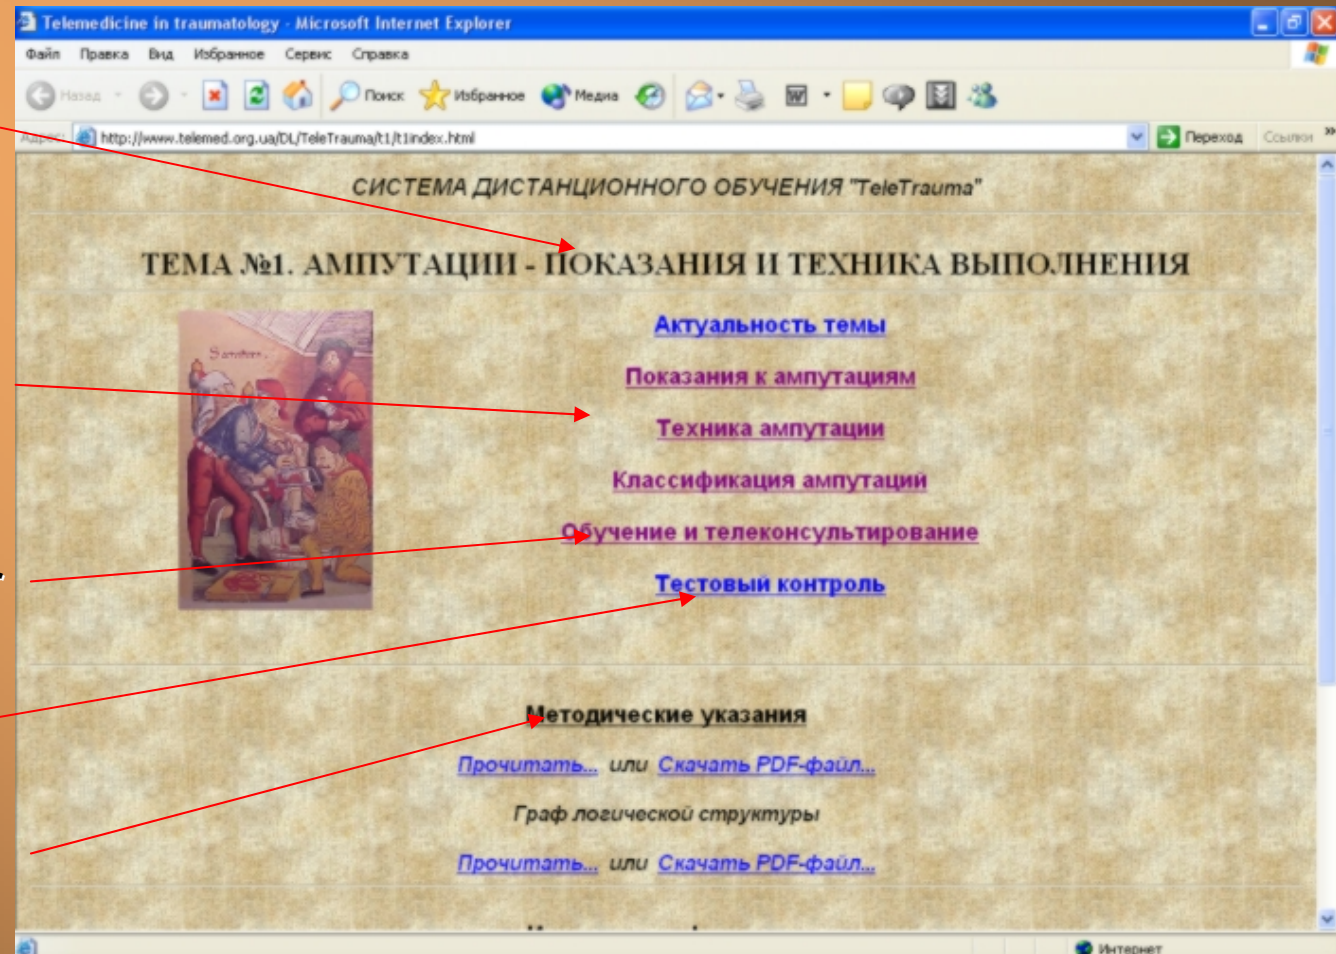 Telemedicine in traumatology - Microsoft Internet Explorer
Файл Правка Вид Избранное Сервис Справка
Назад Поиск Избранное Медиа
Адрес: http://www.telemed.org.ua/DL/TeleTrauma/t1/t1index.html Переход Ссылки »
СИСТЕМА ДИСТАНЦИОННОГО ОБУЧЕНИЯ "TeleTrauma"
ТЕМА №1. АМПУТАЦИИ - ПОКАЗАНИЯ И ТЕХНИКА ВЫПОЛНЕНИЯ
Актуальность темы
Показания к ампутациям
Техника ампутации
Классификация ампутаций
Обучение и телеконсультирование
Тестовый контроль
Методические указания
Прочитать... или Скачать PDF-файл...
Граф логической структуры
Прочитать... или Скачать PDF-файл...
Интернет